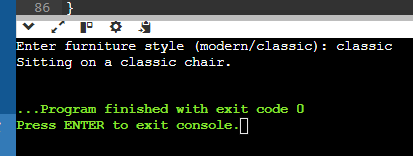 86 }
Enter furniture style (modern/classic): classic
Sitting on a classic chair.
...Program finished with exit code 0
Press ENTER to exit console.